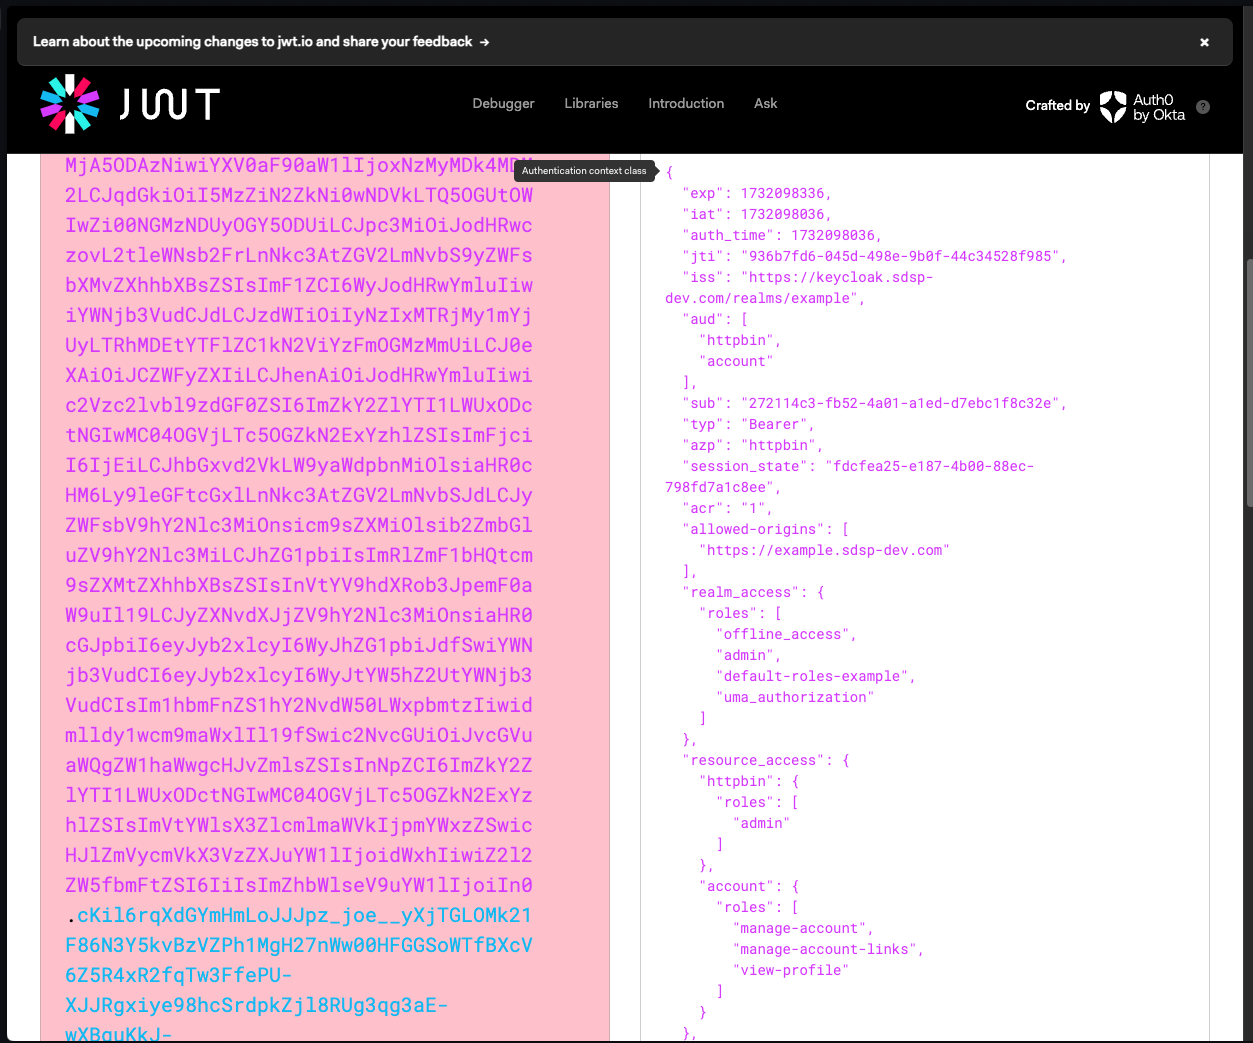 Learn about the upcoming changes to jwt.io and share your feedback →
×
JWT
Debugger
Libraries
Introduction
Ask
Crafted by
Auth0
by Okta
?
MjA5ODAzNiwiYXV0aF90aW1lIjoxNzMyMDk4MD
2LCJqdGkiOiI5MzZiN2ZkNi0wNDVkLTQ5OGUtOW
IwZi00NGMzNDUyOGY5ODUiLCJpc3MiOiJodHRwc
zovL2tleWNsb2FrLnNkc3AtZGV2LmNvbS9yZWFs
bXMvZXhhbXBsZSIsImF1ZCI6WyJodHRwYmluIiw
iYWNjb3VudCJdLCJzdWIiOiIyNzIxMTRjMy1mYj
UyLTRhMDEtYTFlZC1kN2ViYzFmOGMzMmUiLCJ0e
XAiOiJCZWFyZXIiLCJhenAiOiJodHRwYmluIiwi
c2Vzc2lvbl9zdGF0ZSI6ImZkY2ZlYTI1LWUxODc
tNGIwMC04OGVjLTc5OGZkN2ExYzhlZSIsImFjci
I6IjEiLCJhbGxvd2VkLW9yaWdpbnMiOlsiaHR0c
HM6Ly9leGFtcGxlLnNkc3AtZGV2LmNvbSJdLCJy
ZWFsbV9hY2Nlc3MiOnsicm9sZXMiOlsib2ZmbGl
uZV9hY2Nlc3MiLCJhZG1pbiIsImRlZmF1bHQtcm
9sZXMtZXhhbXBsZSIsInVtYV9hdXRob3JpemF0a
W9uIl19LCJyZXNvdXJjZV9hY2Nlc3MiOnsiaHR0
cGJpbiI6eyJyb2xlcyI6WyJhZG1pbiJdfSwiYWN
jb3VudCI6eyJyb2xlcyI6WyJtYW5hZ2UtYWNjb3
VudCIsIm1hbmFnZS1hY2NvdW50LWxpbmtzIiwid
mlldy1wcm9maWxlIl19fSwic2NvcGUiOiJvcGVu
aWQgZW1haWwgcHJvZmlsZSIsInNpZCI6ImZkY2Z
lYTI1LWUxODctNGIwMC04OGVjLTc5OGZkN2ExYz
hlZSIsImVtYWlsX3ZlcmlmaWVkIjpmYWxzZSwic
HJlZmVycmVkX3VzZXJuYW1lIjoidWxhIiwiZ2l2
ZW5fbmFtZSI6IiIsImZhbWlseV9uYW1lIjoiIn0
.cKil6rqXdGYmHmLoJJJpz_joe__yXjTGLOMk21
F86N3Y5kvBzVZPh1MgH27nWw00HFGGSoWTfBXcV
6Z5R4xR2fqTw3FfePU-
XJJRgxiye98hcSrdpkZjl8RUg3qg3aE-
wXBquKkJ-
Authentication context class
{
"exp": 1732098336,
"iat": 1732098036,
"auth_time": 1732098036,
"jti": "936b7fd6-045d-498e-9b0f-44c34528f985",
"iss": "https://keycloak.sdsp-
dev.com/realms/example",
"aud": [
"httpbin",
"account"
],
"sub": "272114c3-fb52-4a01-a1ed-d7ebc1f8c32e",
"typ": "Bearer",
"azp": "httpbin",
"session_state": "fdcfea25-e187-4b00-88ec-
798fd7a1c8ee",
"acr": "1",
"allowed-origins": [
"https://example.sdsp-dev.com"
],
"realm_access": {
"roles": [
"offline_access",
"admin",
"default-roles-example",
"uma_authorization"
]
},
"resource_access": {
"httpbin": {
"roles": [
"admin"
]
},
"account": {
"roles": [
"manage-account",
"manage-account-links",
"view-profile"
]
}
},